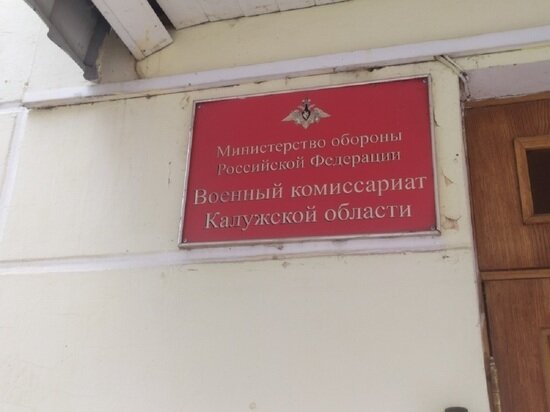 Министерство обороны
Российской Федерации
Военный комиссариат
Калужской области